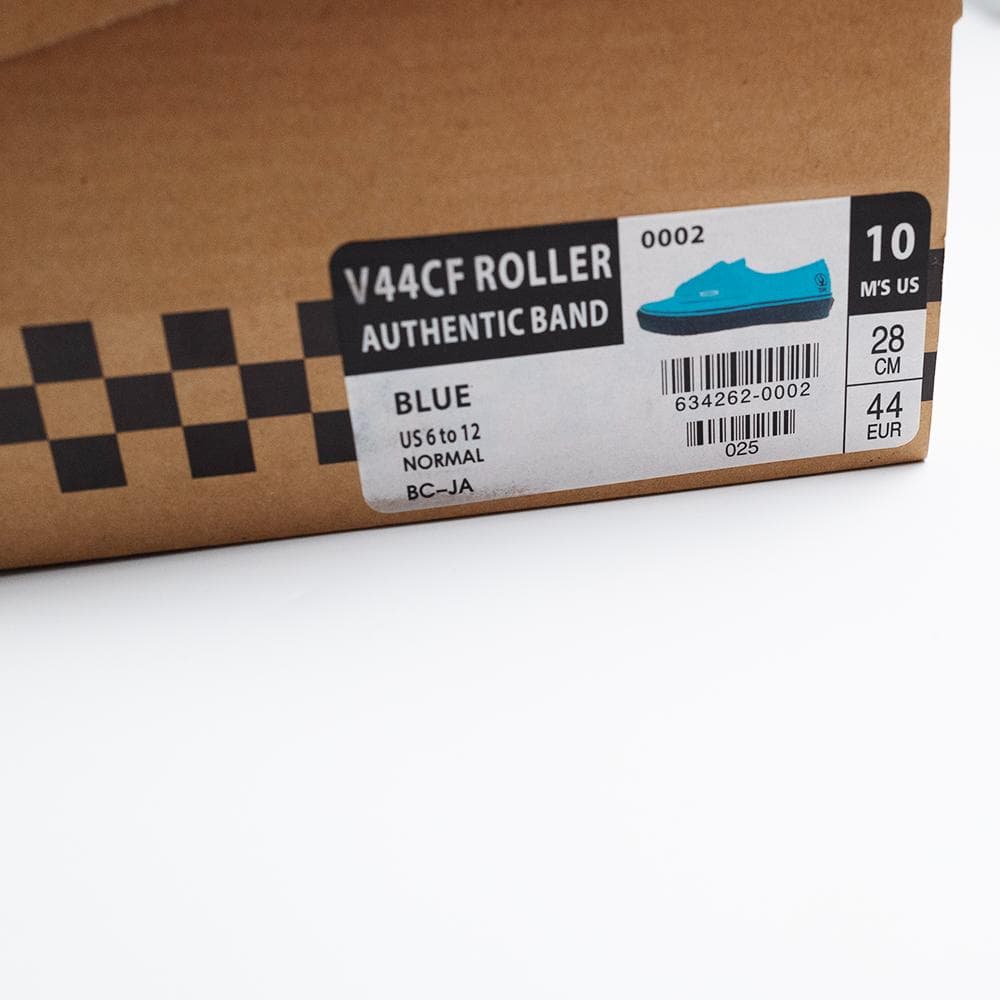 V44CF ROLLER
AUTHENTIC BAND
BLUE
US 6 to 12
NORMAL
BC–JA
0002
634262-0002
025
10
M'S US
28
CM
44
EUR